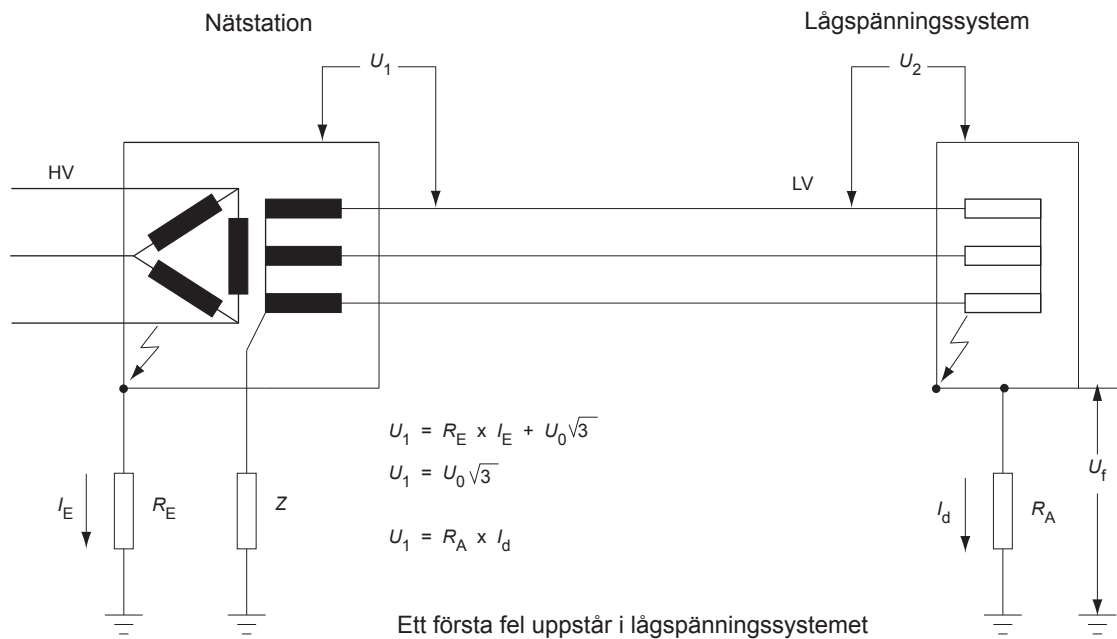 Nätstation
Lågspänningssystem
U1
U2
HV
LV
U1 = RE x IE + U0√3
U1 = U0√3
U1 = RA x Id
IE
RE
Z
Id
RA
Uf
Ett första fel uppstår i lågspänningssystemet